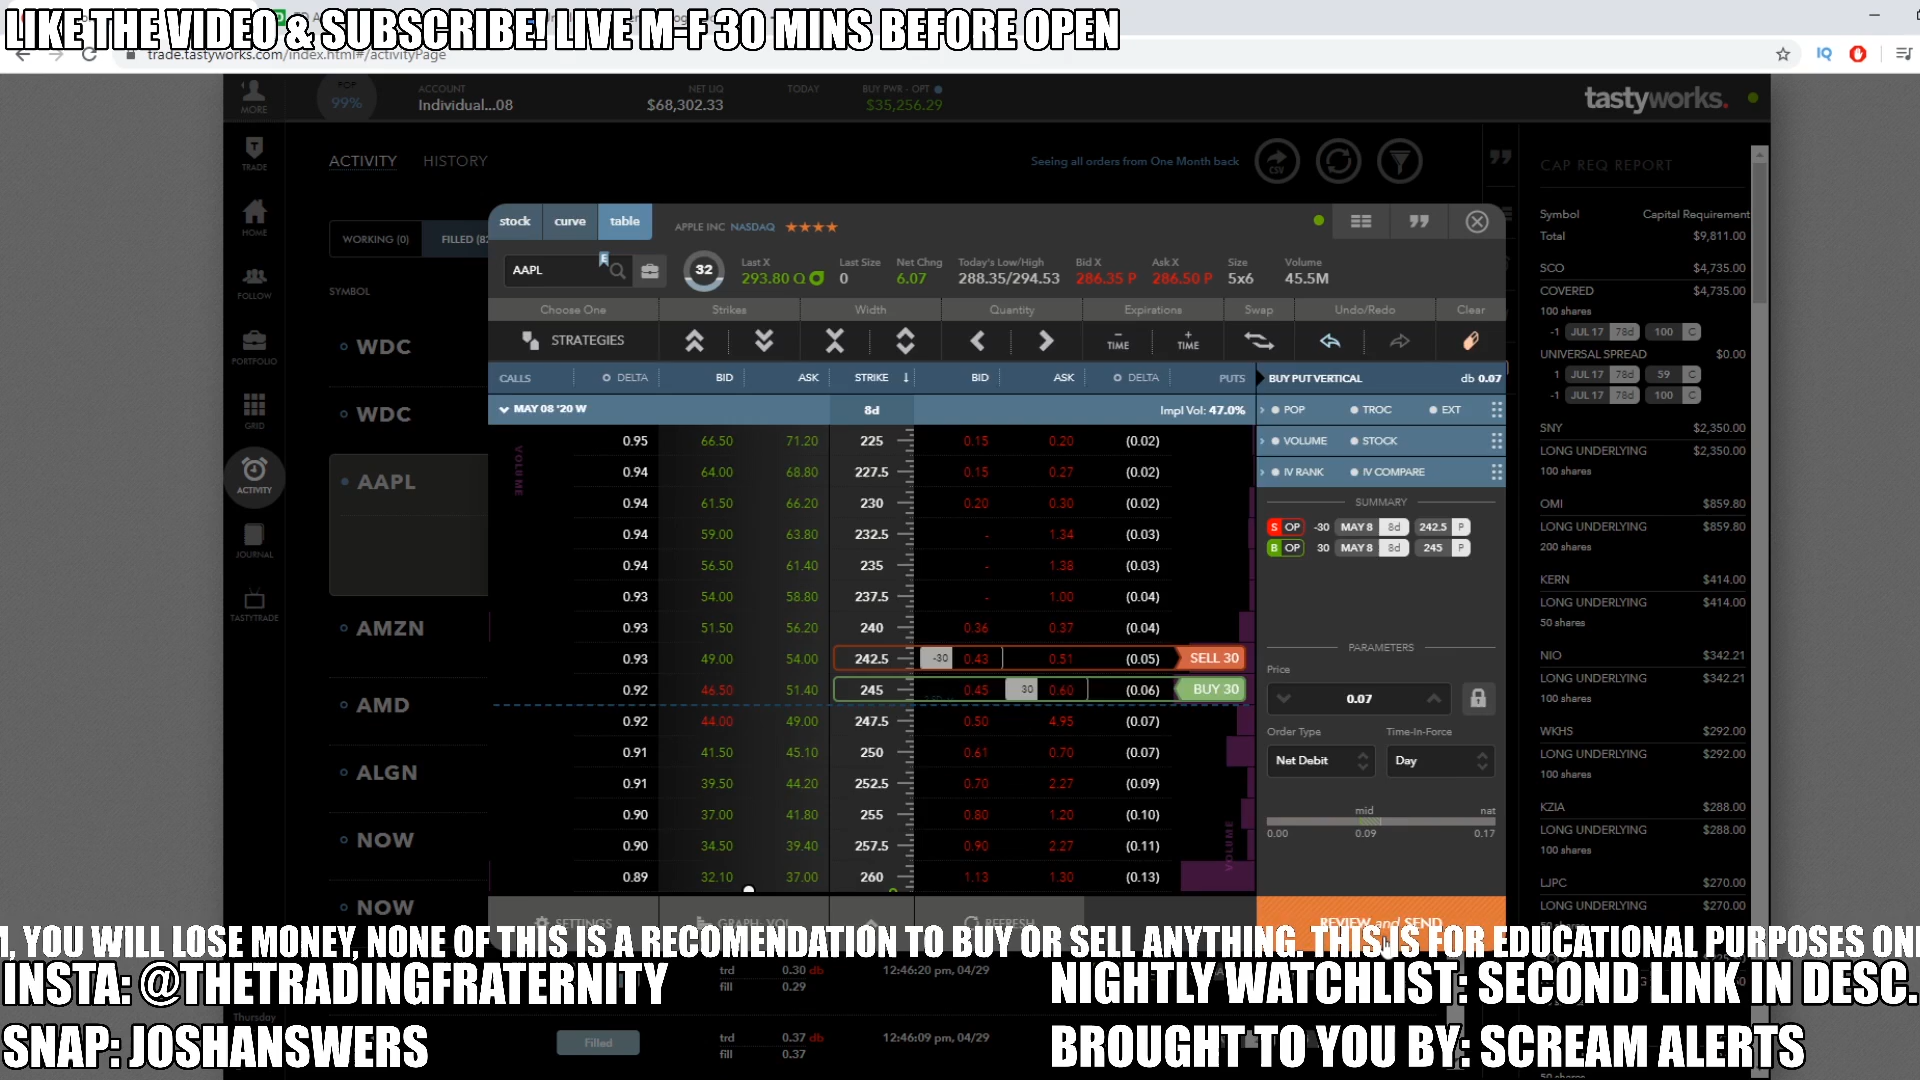 LIKE THE VIDEO & SUBSCRIBE! LIVE M-F 30 MINS BEFORE OPEN
trade.tastyworks.com/index.html#/activityPage
IQ
MORE
POP
99%
ACCOUNT
Individual...08
NET LIQ
$68,302.33
TODAY
BUY PWR - OPT
$35,256.29
tastyworks.
TRADE
HOME
FOLLOW
PORTFOLIO
GRID
ACTIVITY
JOURNAL
TASTYTRADE
ACTIVITY HISTORY
Seeing all orders from One Month back
CSV
WORKING (0) FILLED (82
SYMBOL
WDC
WDC
AAPL
AMZN
AMD
ALGN
NOW
NOW
stock curve table
APPLE INC NASDAQ ★★★★
AAPL
E
32
Last X Last Size Net Chng Today's Low/High Bid X Ask X Size Volume
293.80 Q 0 6.07 288.35/294.53 286.35 P 286.50 P 5x6 45.5M
Choose One Strikes Width Quantity Expirations Swap Undo/Redo Clear
STRATEGIES
TIME TIME
CALLS DELTA BID ASK STRIKE BID ASK DELTA PUTS
MAY 08 '20 W 8d Impl Vol: 47.0%
VOLUME
0.95 66.50 71.20 225 0.15 0.20 (0.02)
0.94 64.00 68.80 227.5 0.15 0.27 (0.02)
0.94 61.50 66.20 230 0.20 0.30 (0.02)
0.94 59.00 63.80 232.5 - 1.34 (0.03)
0.94 56.50 61.40 235 - 1.38 (0.03)
0.93 54.00 58.80 237.5 - 1.00 (0.04)
0.93 51.50 56.20 240 0.36 0.37 (0.04)
0.93 49.00 54.00 242.5 -30 0.43 0.51 (0.05) SELL 30
0.92 46.50 51.40 245 0.45 30 0.60 (0.06) BUY 30
0.92 44.00 49.00 247.5 0.50 4.95 (0.07)
0.91 41.50 45.10 250 0.61 0.70 (0.07)
0.91 39.50 44.20 252.5 0.70 2.27 (0.09)
0.90 37.00 41.80 255 0.80 1.20 (0.10)
0.90 34.50 39.40 257.5 0.90 2.27 (0.11)
0.89 32.10 37.00 260 1.13 1.30 (0.13)
VOLUME
SETTINGS GRAPH: VOL REFRESH
BUY PUT VERTICAL db 0.07
POP TROC EXT
VOLUME STOCK
IV RANK IV COMPARE
SUMMARY
S OP -30 MAY 8 8d 242.5 P
B OP 30 MAY 8 8d 245 P
PARAMETERS
Price
0.07
Order Type Time-In-Force
Net Debit Day
mid nat
0.00 0.09 0.17
REVIEW and SEND
CAP REQ REPORT
Symbol Capital Requirement
Total $9,811.00
SCO $4,735.00
COVERED $4,735.00
100 shares
-1 JUL 17 78d 100 C
UNIVERSAL SPREAD $0.00
1 JUL 17 78d 59 C
-1 JUL 17 78d 100 C
SNY $2,350.00
LONG UNDERLYING $2,350.00
100 shares
OMI $859.80
LONG UNDERLYING $859.80
200 shares
KERN $414.00
LONG UNDERLYING $414.00
50 shares
NIO $342.21
LONG UNDERLYING $342.21
100 shares
WKHS $292.00
LONG UNDERLYING $292.00
100 shares
KZIA $288.00
LONG UNDERLYING $288.00
100 shares
LJPC $270.00
LONG UNDERLYING $270.00
, YOU WILL LOSE MONEY, NONE OF THIS IS A RECOMENDATION TO BUY OR SELL ANYTHING. THIS IS FOR EDUCATIONAL PURPOSES ON
trd 0.30 db 12:46:20 pm, 04/29
fill 0.29
INSTA: @THETRADINGFRATERNITY
NIGHTLY WATCHLIST: SECOND LINK IN DESC.
Thursday
Filled
trd 0.37 db 12:46:09 pm, 04/29
fill 0.37
SNAP: JOSHANSWERS
BROUGHT TO YOU BY: SCREAM ALERTS
50 shares